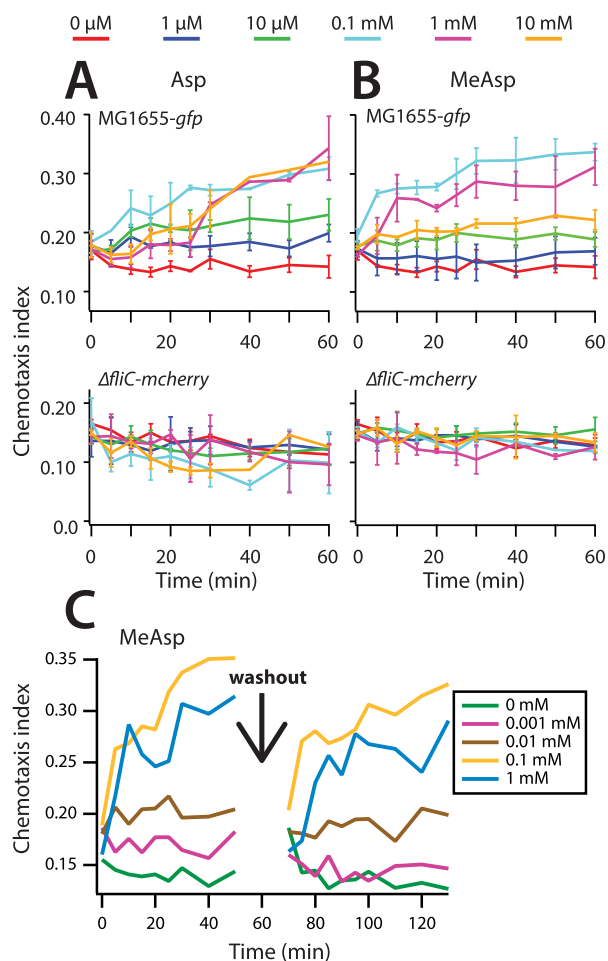 0 µM 1 µM 10 µM 0.1 mM 1 mM 10 mM
A Asp B MeAsp
MG1655-gfp MG1655-gfp
0.40
0.30
0.20
0.10
0 20 40 60 0 20 40 60
Chemotaxis index
ΔfliC-mcherry ΔfliC-mcherry
0.20
0.10
0.0
0 20 40 60 0 20 40 60
Time (min) Time (min)
C
MeAsp
0.35
0.30
0.25
0.20
0.15
Chemotaxis index
washout
0 mM
0.001 mM
0.01 mM
0.1 mM
1 mM
0 20 40 60 80 100 120
Time (min)